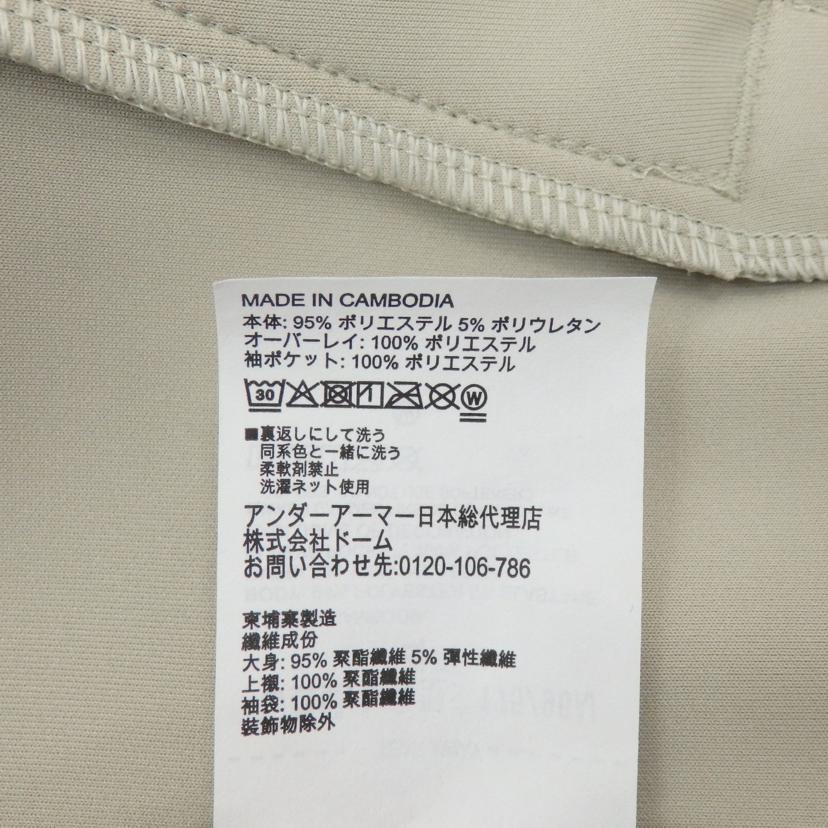 MADE IN CAMBODIA
本体: 95% ポリエステル 5% ポリウレタン
オーバーレイ: 100% ポリエステル
袖ポケット: 100% ポリエステル
30 W
■裏返しにして洗う
同系色と一緒に洗う
柔軟剤禁止
洗濯ネット使用
アンダーアーマー日本総代理店
株式会社ドーム
お問い合わせ先:0120-106-786
柬埔寨製造
纖維成份
大身: 95% 聚酯纖維 5% 彈性纖維
上襯: 100% 聚酯纖維
袖袋: 100% 聚酯纖維
裝飾物除外